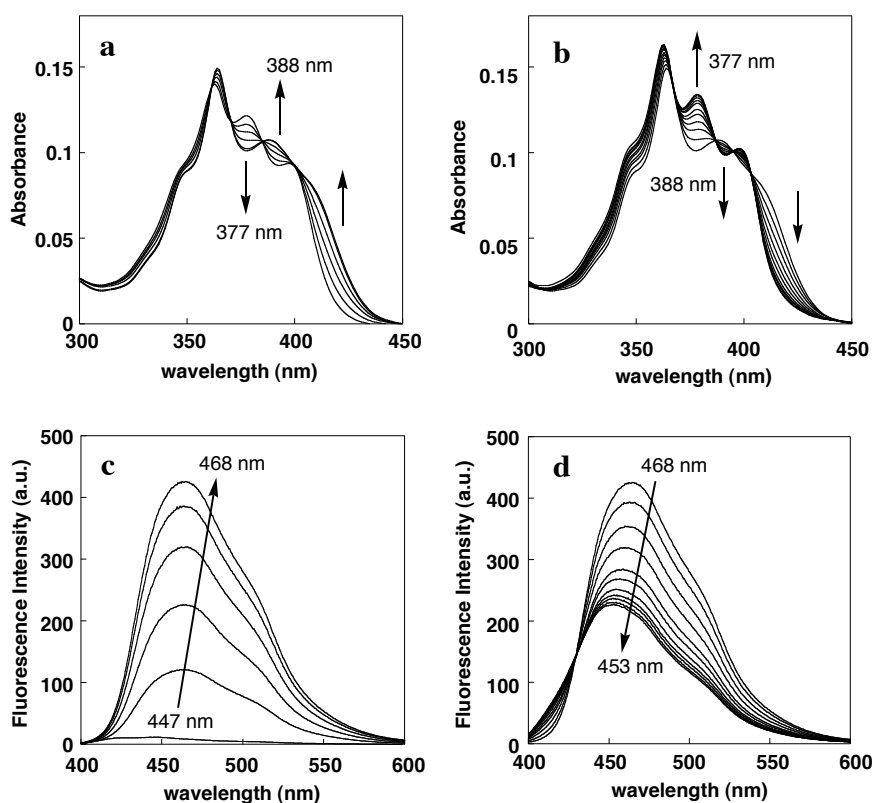 a
388 nm
377 nm
Absorbance
0.15
0.1
0.05
0
300
350
400
450
wavelength (nm)
b
377 nm
388 nm
Absorbance
0.15
0.1
0.05
0
300
350
400
450
wavelength (nm)
c
468 nm
447 nm
Fluorescence Intensity (a.u.)
500
400
300
200
100
0
400
450
500
550
600
wavelength (nm)
d
468 nm
453 nm
Fluorescence Intensity (a.u.)
500
400
300
200
100
0
400
450
500
550
600
wavelength (nm)